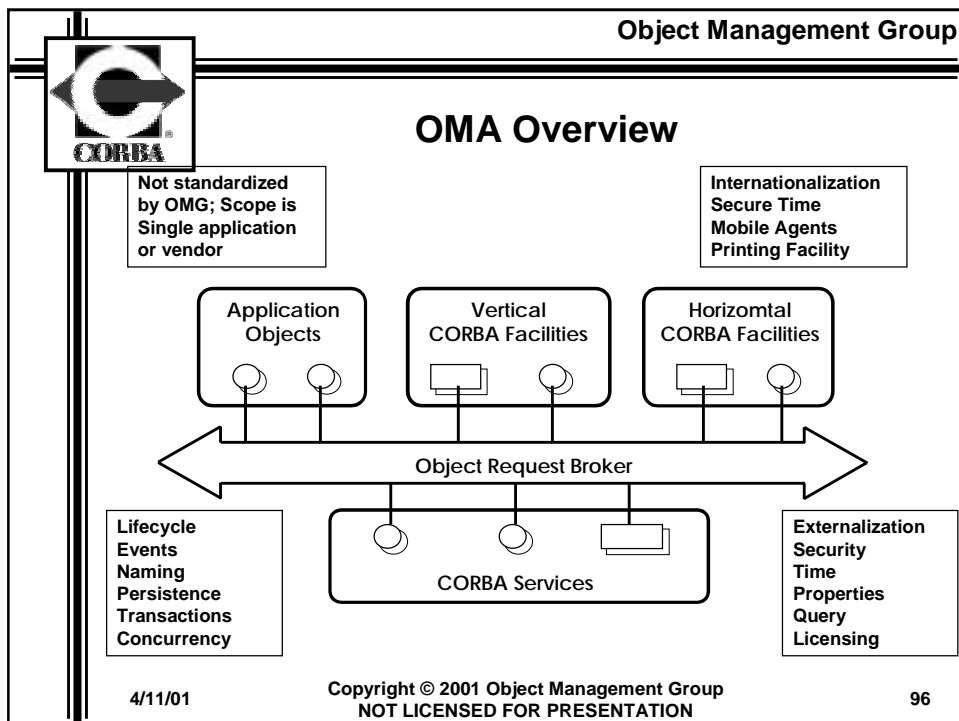 Object Management Group
CORBA
®
OMA Overview
Not standardized
by OMG; Scope is
Single application
or vendor
Internationalization
Secure Time
Mobile Agents
Printing Facility
Application
Objects
Vertical
CORBA Facilities
Horizomtal
CORBA Facilities
Object Request Broker
Lifecycle
Events
Naming
Persistence
Transactions
Concurrency
CORBA Services
Externalization
Security
Time
Properties
Query
Licensing
4/11/01
Copyright © 2001 Object Management Group
NOT LICENSED FOR PRESENTATION
96